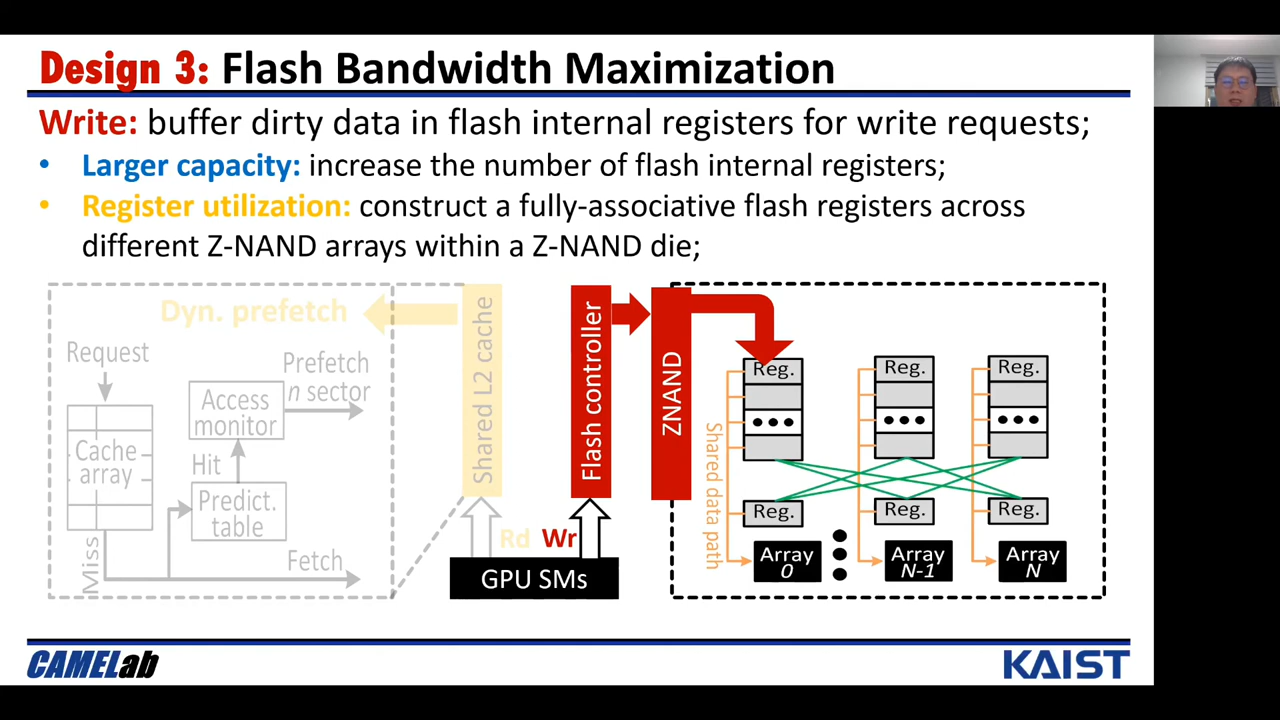 Design 3: Flash Bandwidth Maximization
Write: buffer dirty data in flash internal registers for write requests;
• Larger capacity: increase the number of flash internal registers;
• Register utilization: construct a fully-associative flash registers across
different Z-NAND arrays within a Z-NAND die;
Dyn. prefetch
Request
Cache
array
Miss
Access
monitor
Hit
Predict.
table
Prefetch
n sector
Fetch
Shared L2 cache
Rd
Wr
GPU SMs
Flash controller
ZNAND
Shared data path
Reg.
Reg.
Reg.
Reg.
Reg.
Reg.
Array
0
Array
N-1
Array
N
CAMELab
KAIST